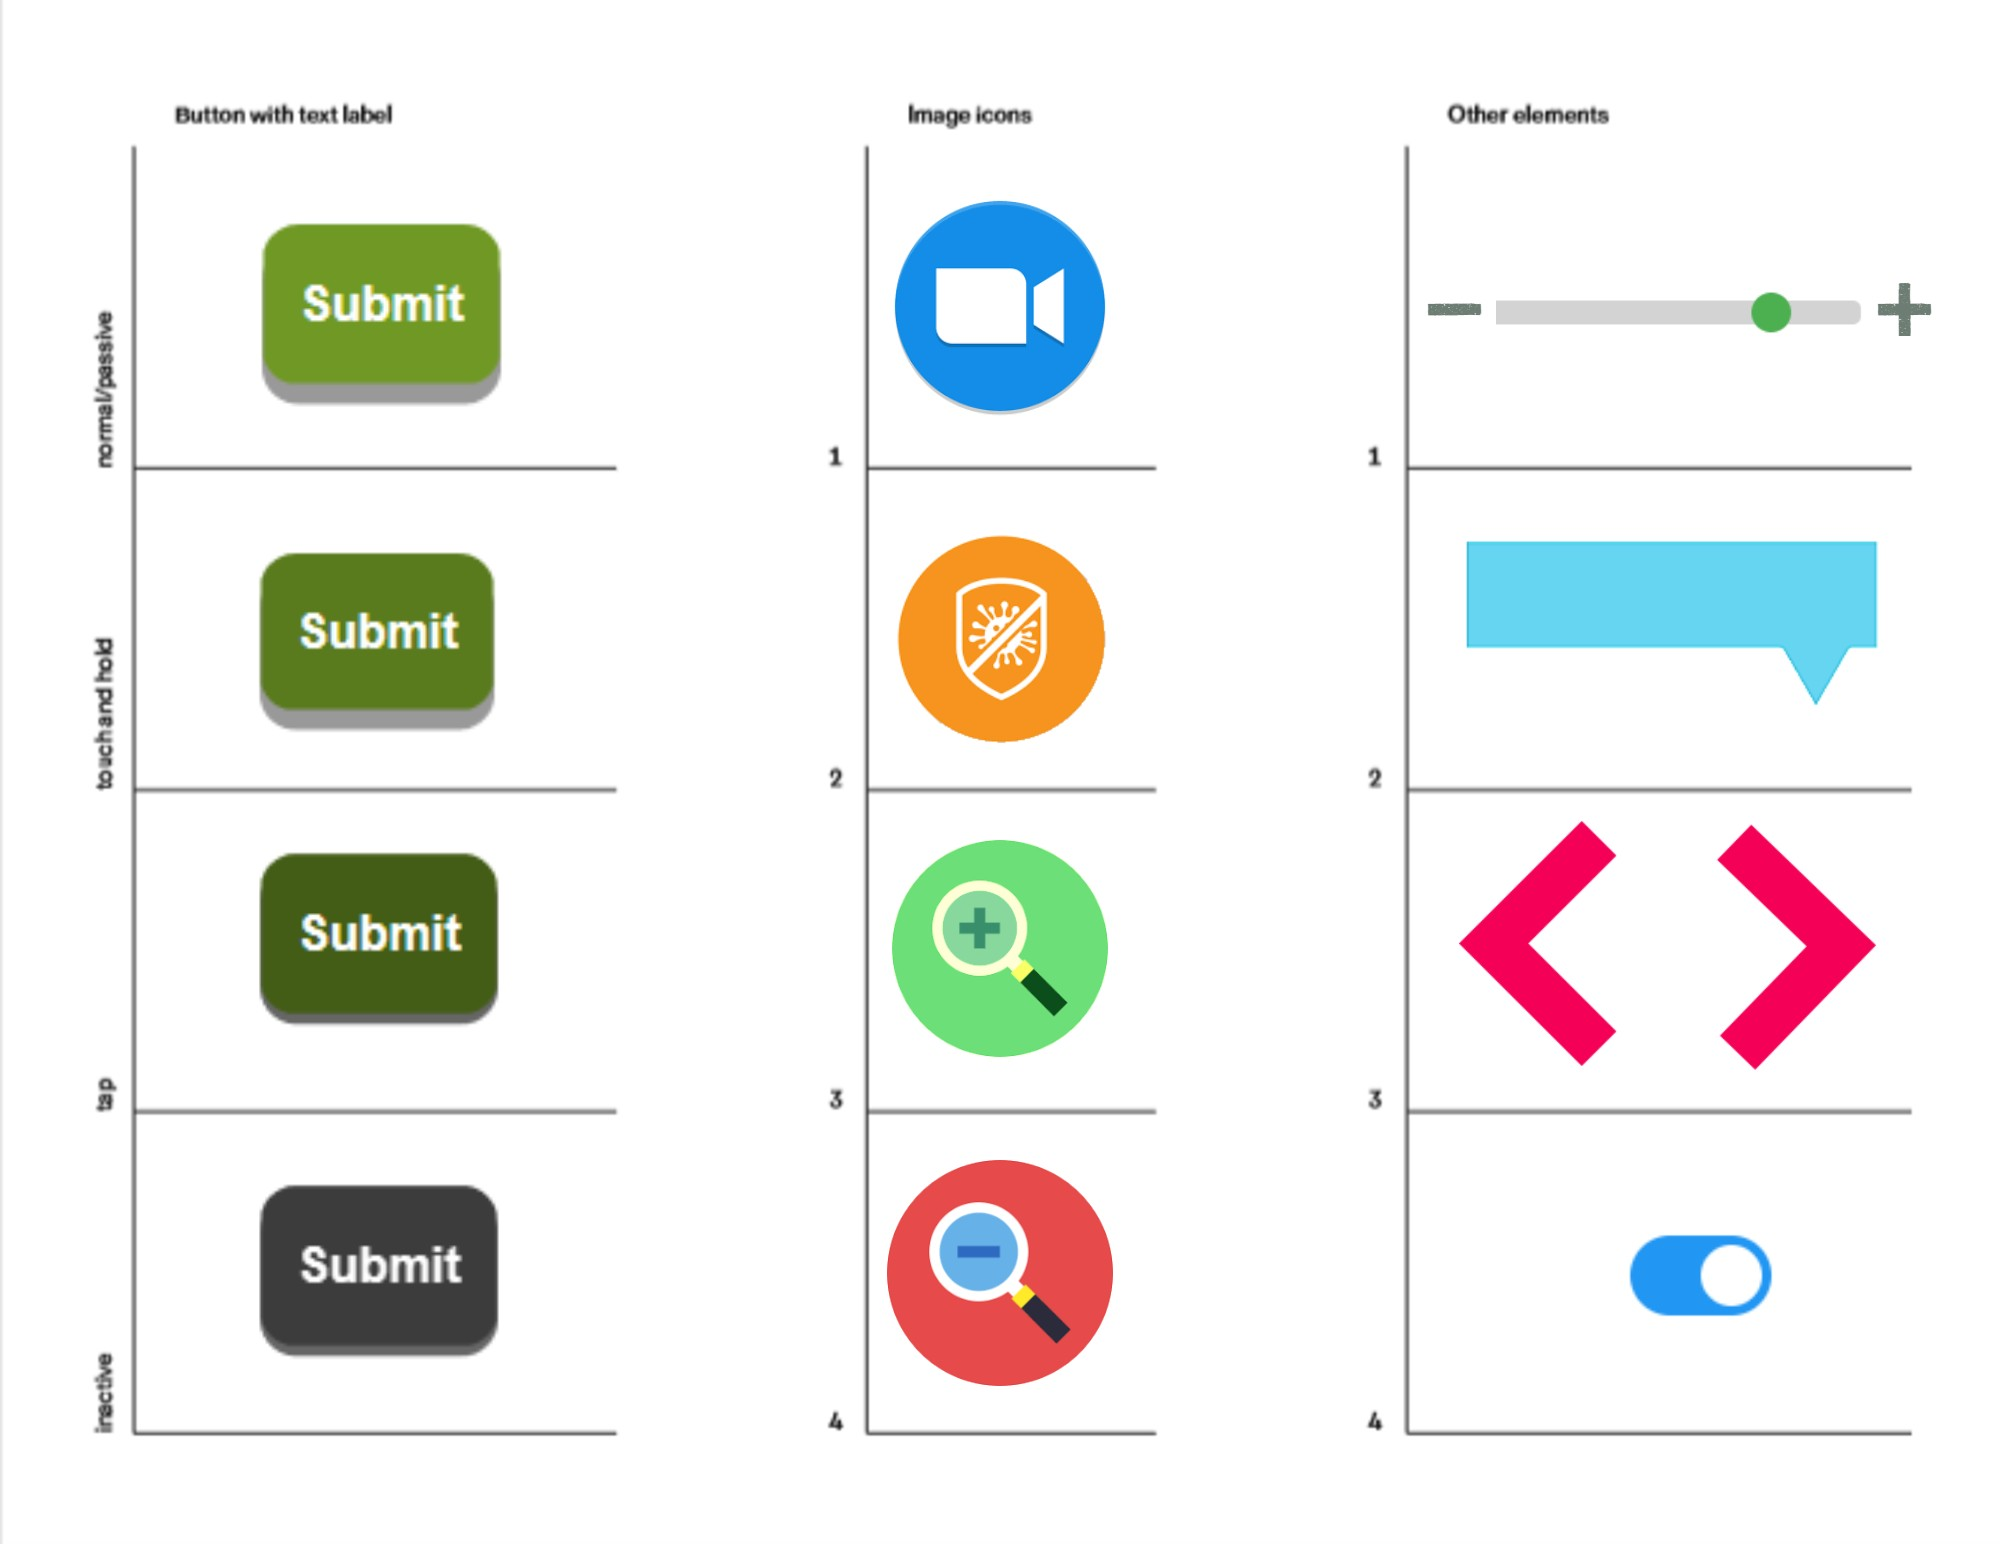 Button with text label
Image icons
Other elements
normal/passive
Submit
1
1
touch and hold
Submit
2
2
tap
Submit
3
3
inactive
Submit
4
4